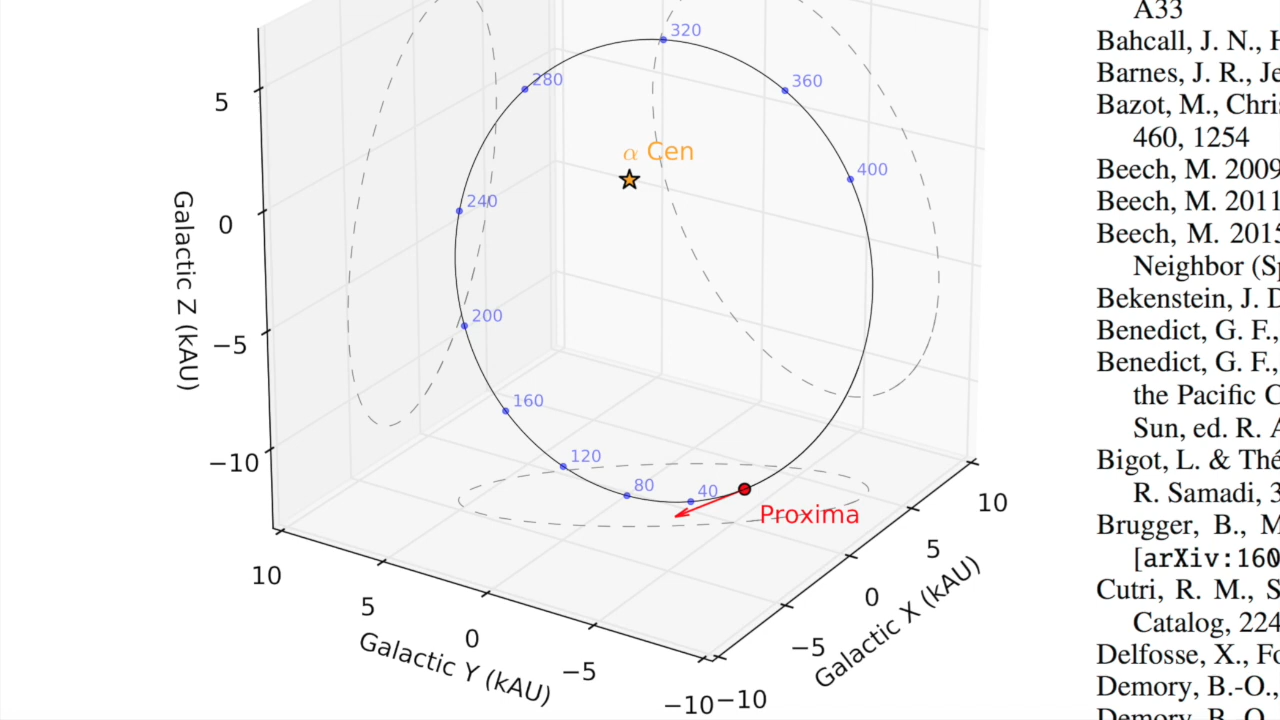 320
280
360
5
α Cen
400
240
0
Galactic Z (kAU)
200
−5
160
−10
120
80
40
Proxima
10
5
0
−5
−10
Galactic Y (kAU)
−10
−5
0
5
10
Galactic X (kAU)
A33
Bahcall, J. N.,
Barnes, J. R.,
Bazot, M.,
460, 1254
Beech, M. 2009
Beech, M. 2011
Beech, M. 2015
Neighbor
Bekenstein, J. D
Benedict, G. F.,
Benedict, G. F.,
the Pacific
Sun, ed. R.
Bigot, L. & Thé
R. Samadi, 3
Brugger, B., M
[arXiv:160
Cutri, R. M., S
Catalog, 224
Delfosse, X., Fo
Demory, B.-O.,
Demory, B.-O.